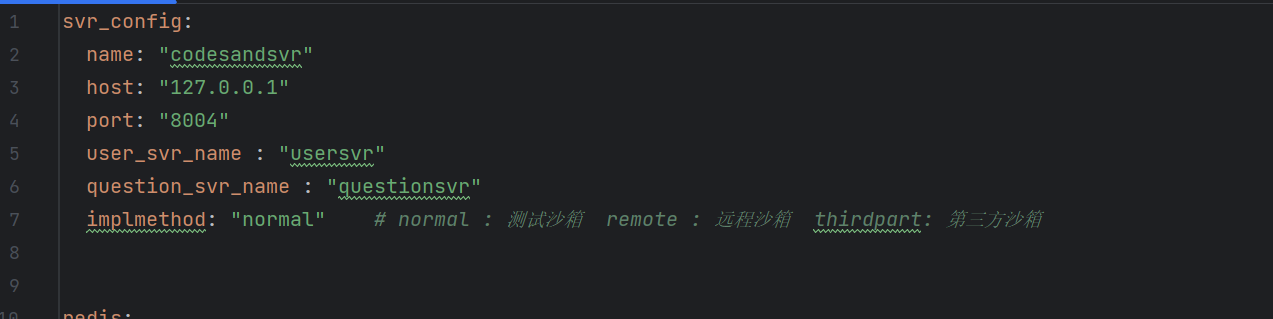 1 svr_config:
2 name: "codesandsvr"
3 host: "127.0.0.1"
4 port: "8004"
5 user_svr_name : "usersvr"
6 question_svr_name : "questionsvr"
7 implmethod: "normal" # normal : 测试沙箱 remote : 远程沙箱 thirdpart: 第三方沙箱
8
9
10 redis: